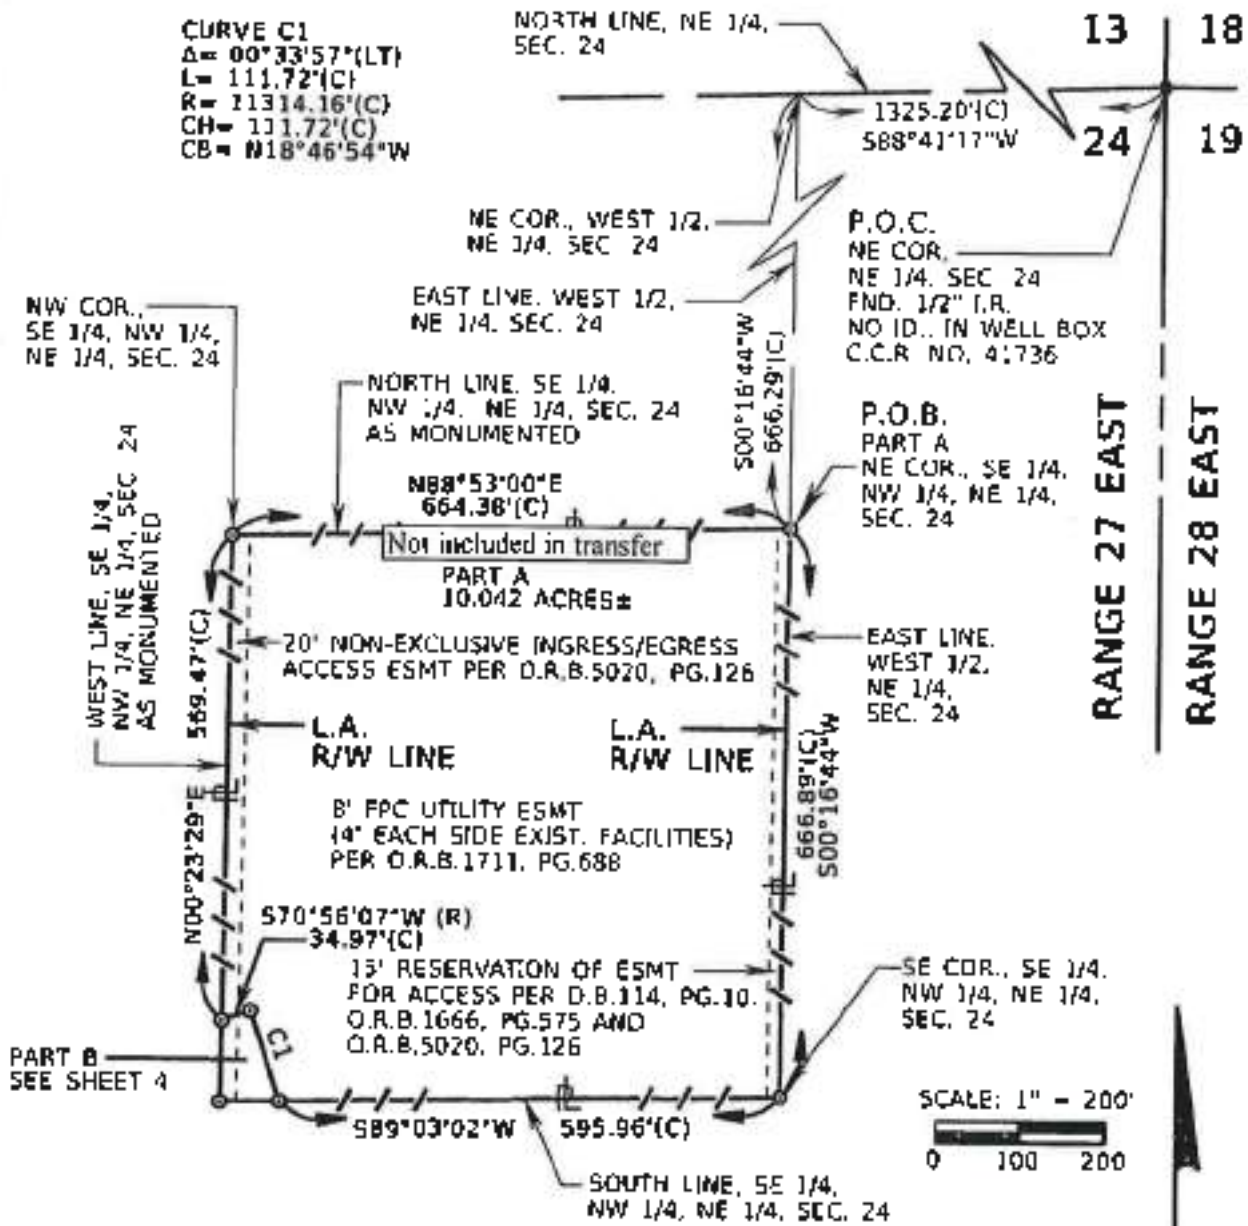 CURVE C1
Δ= 00°33'57"(LT)
L= 111.72'(C)
R= 11314.16'(C)
CH= 111.72'(C)
CB= N18°46'54"W
NORTH LINE, NE 1/4,
SEC. 24
13
18
1325.20'(C)
S88°41'17"W
24
19
NE COR., WEST 1/2,
NE 1/4, SEC 24
P.O.C.
NE COR,
NE 1/4, SEC 24
FND. 1/2" I.R.
NO ID., IN WELL BOX
C.C.R NO. 41736
EAST LINE, WEST 1/2,
NE 1/4, SEC. 24
NW COR.,
SE 1/4, NW 1/4,
NE 1/4, SEC. 24
S00°16'44"W
666.29'(C)
NORTH LINE, SE 1/4,
NW 1/4, NE 1/4, SEC. 24
AS MONUMENTED
P.O.B.
PART A
NE COR., SE 1/4,
NW 1/4, NE 1/4,
SEC. 24
RANGE 27 EAST
RANGE 28 EAST
WEST LINE, SE 1/4,
NW 1/4, NE 1/4, SEC 24
AS MONUMENTED
N88°53'00"E
664.38'(C)
Not included in transfer
PART A
10.042 ACRES±
20' NON-EXCLUSIVE INGRESS/EGRESS
ACCESS ESMT PER O.R.B.5020, PG.126
EAST LINE,
WEST 1/2,
NE 1/4,
SEC. 24
569.47'(C)
N00°23'29"E
L.A.
R/W LINE
L.A.
R/W LINE
666.89'(C)
S00°16'44"W
8' FPC UTILITY ESMT
(4' EACH SIDE EXIST. FACILITIES)
PER O.R.B.1711, PG.688
S70°56'07"W (R)
34.97'(C)
15' RESERVATION OF ESMT
FOR ACCESS PER D.B.114, PG.10.
O.R.B.1666, PG.575 AND
O.R.B.5020, PG.126
SE COR., SE 1/4,
NW 1/4, NE 1/4,
SEC. 24
C1
PART B
SEE SHEET 4
S89°03'02"W 595.96'(C)
SCALE: 1" = 200'
0 100 200
SOUTH LINE, SE 1/4,
NW 1/4, NE 1/4, SEC. 24